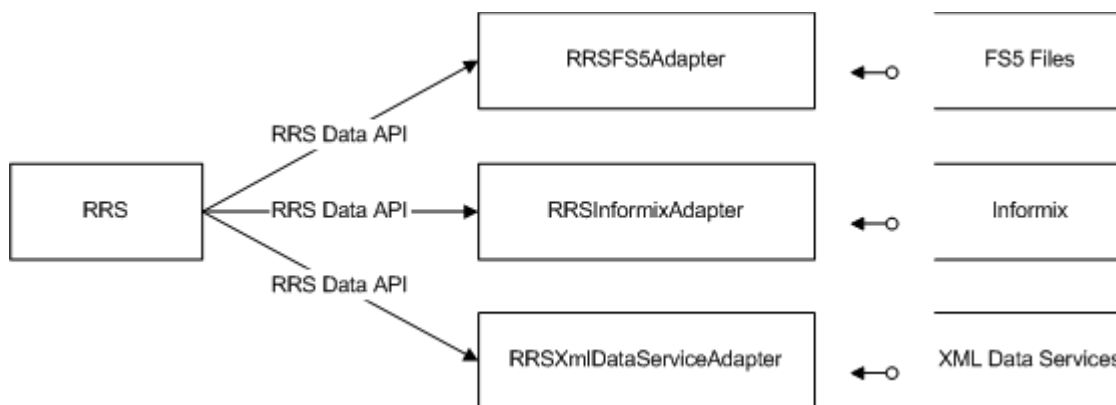 RRSFS5Adapter
FS5 Files
RRS Data API
RRS
RRS Data API
RRSInformixAdapter
Informix
RRS Data API
RRSXmlDataServiceAdapter
XML Data Services